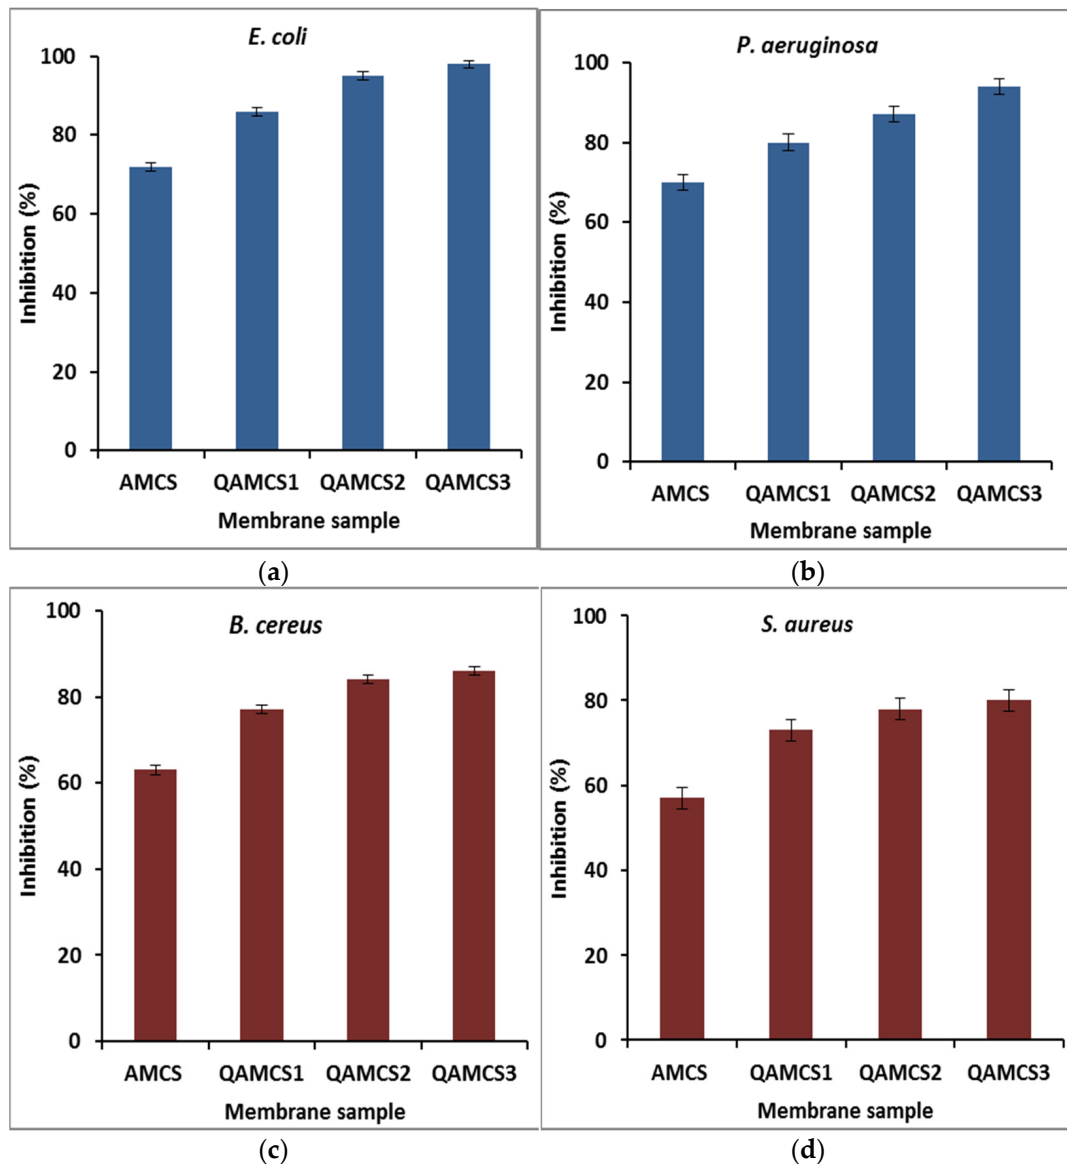 E. coli
100
80
60
40
20
0
Inhibition (%)
AMCS QAMCS1 QAMCS2 QAMCS3
Membrane sample
(a)
P. aeruginosa
100
80
60
40
20
0
Inhibition (%)
AMCS QAMCS1 QAMCS2 QAMCS3
Membrane sample
(b)
B. cereus
100
80
60
40
20
0
Inhibition (%)
AMCS QAMCS1 QAMCS2 QAMCS3
Membrane sample
(c)
S. aureus
100
80
60
40
20
0
Inhibition (%)
AMCS QAMCS1 QAMCS2 QAMCS3
Membrane sample
(d)